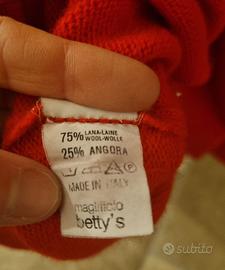 75% LANA-LAINE
WOOL-WOLLE
25% ANGORA
MADE IN ITALY
maglificio
betty's
subito